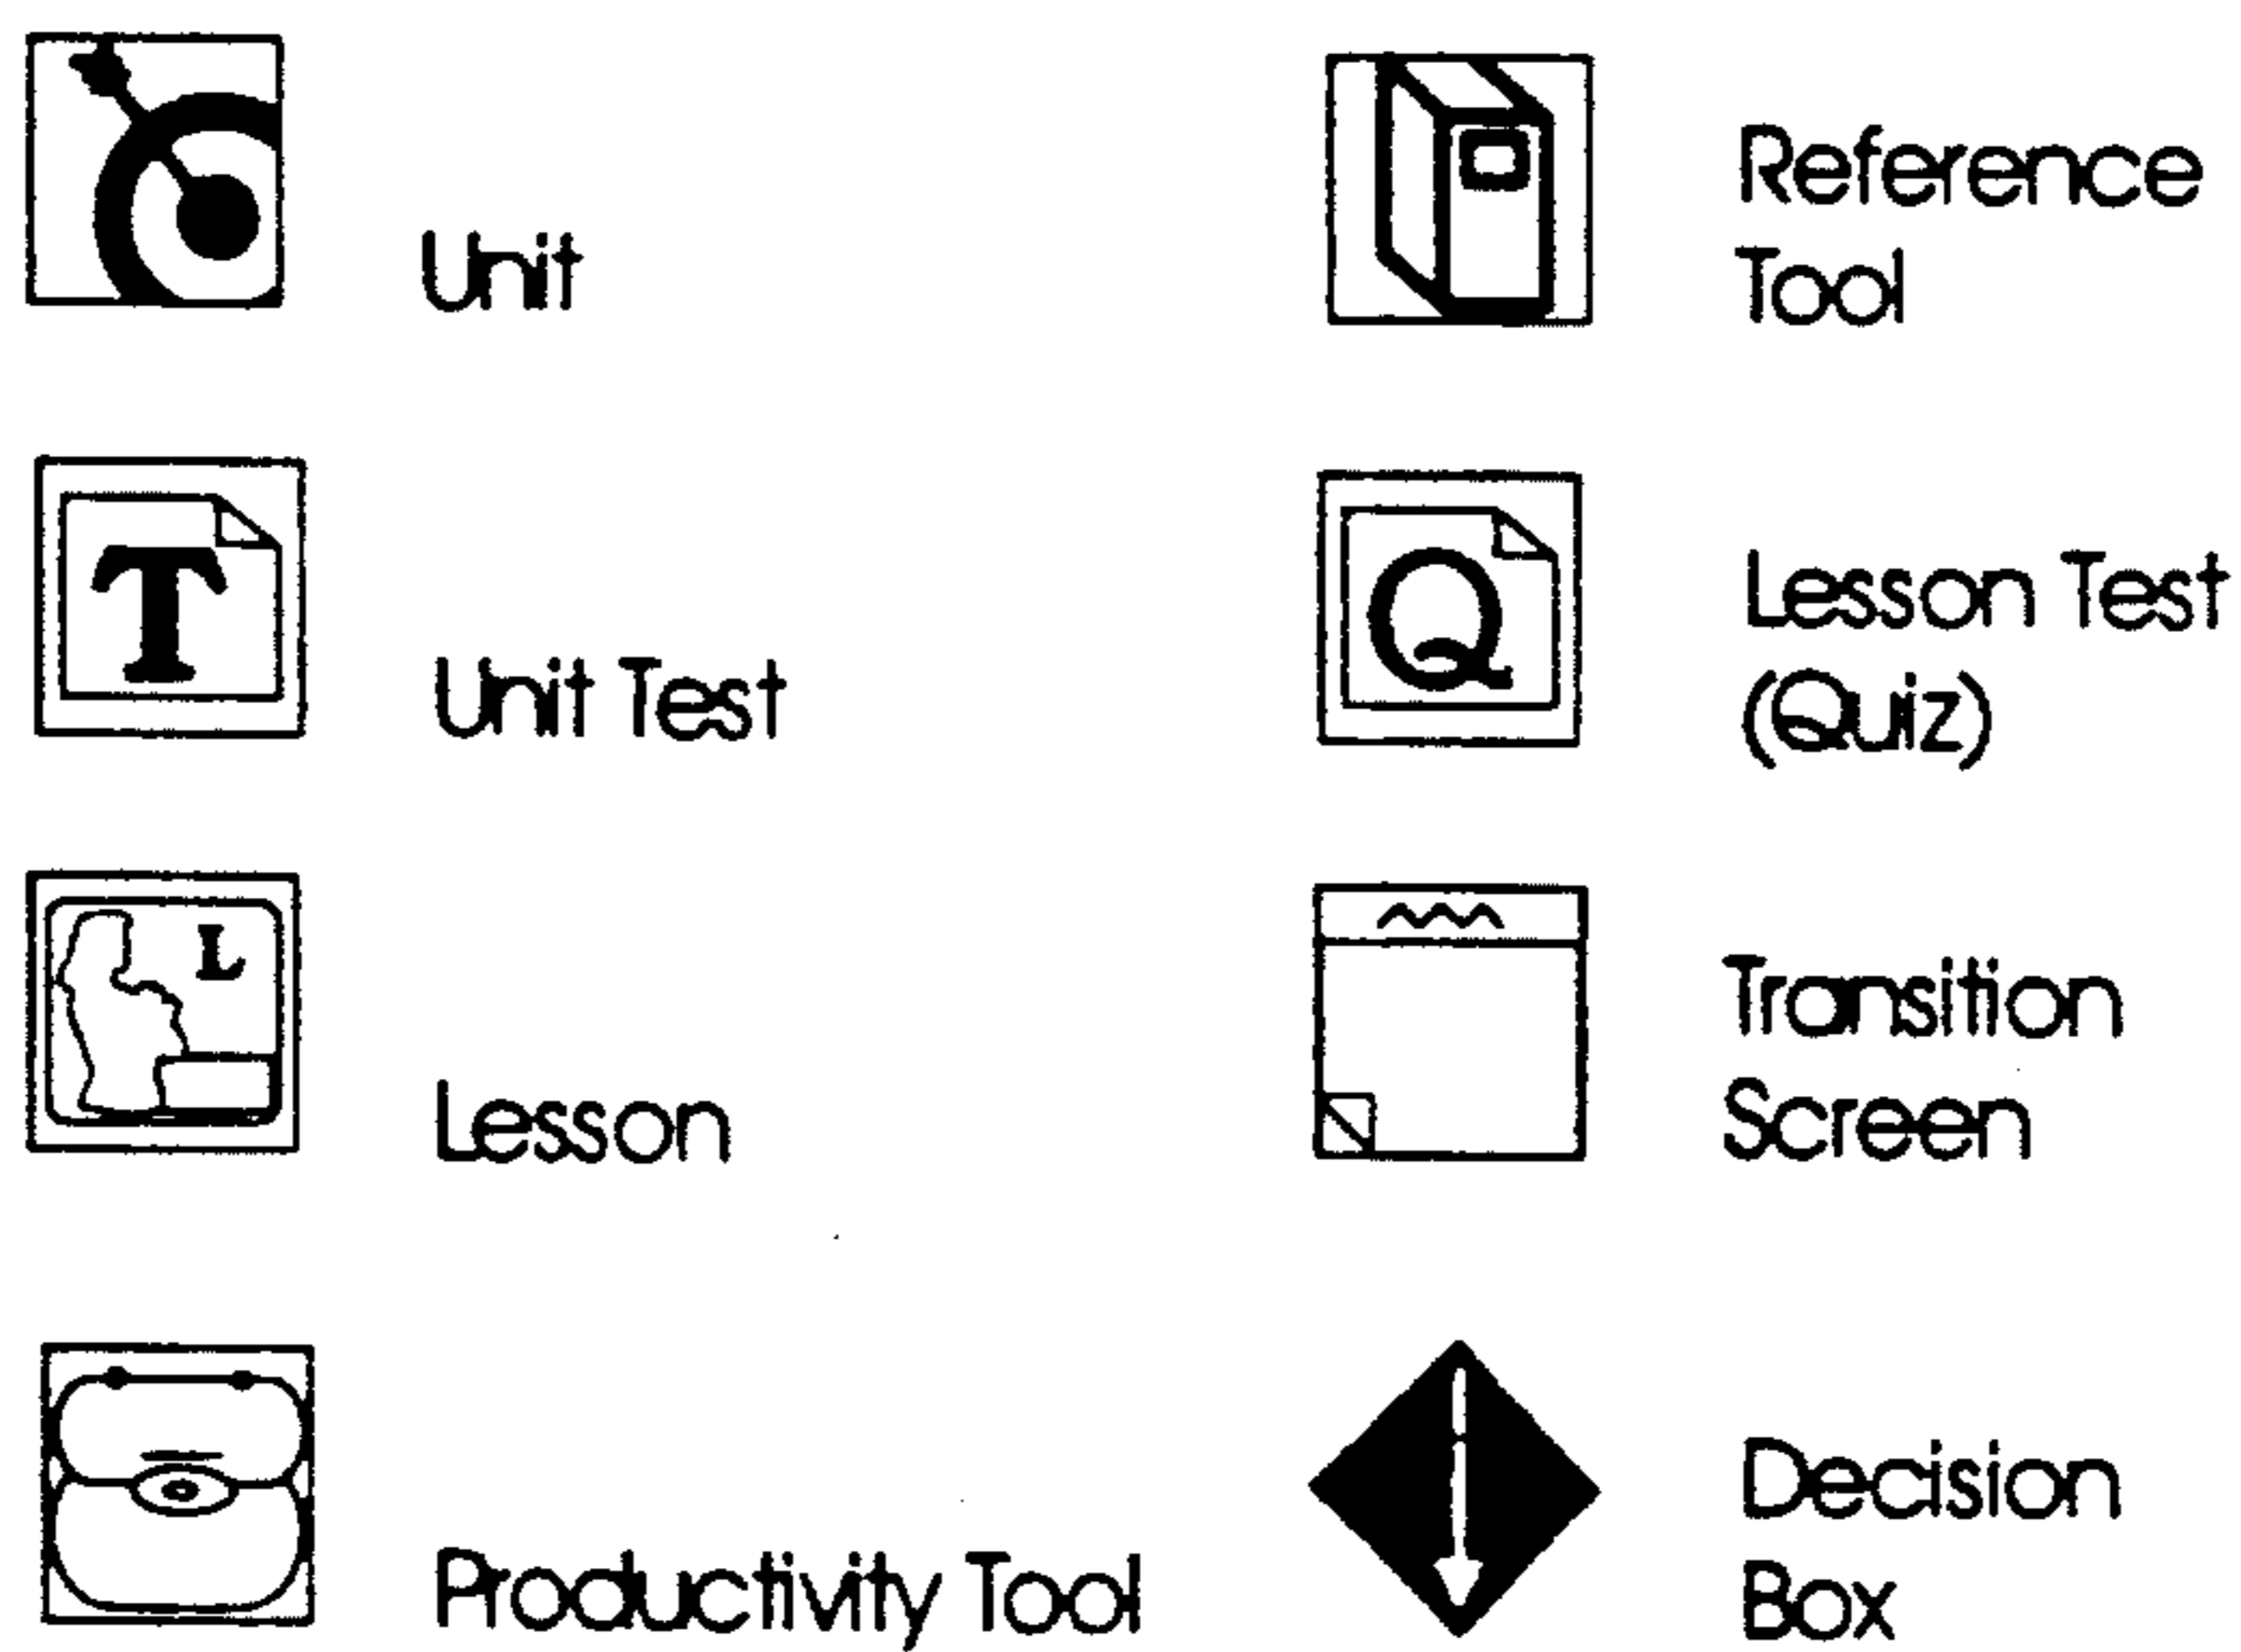 Unit
Reference
Tool
T
Unit Test
Q
Lesson Test
(Quiz)
L
Lesson
Transition
Screen
Productivity Tool
Decision
Box